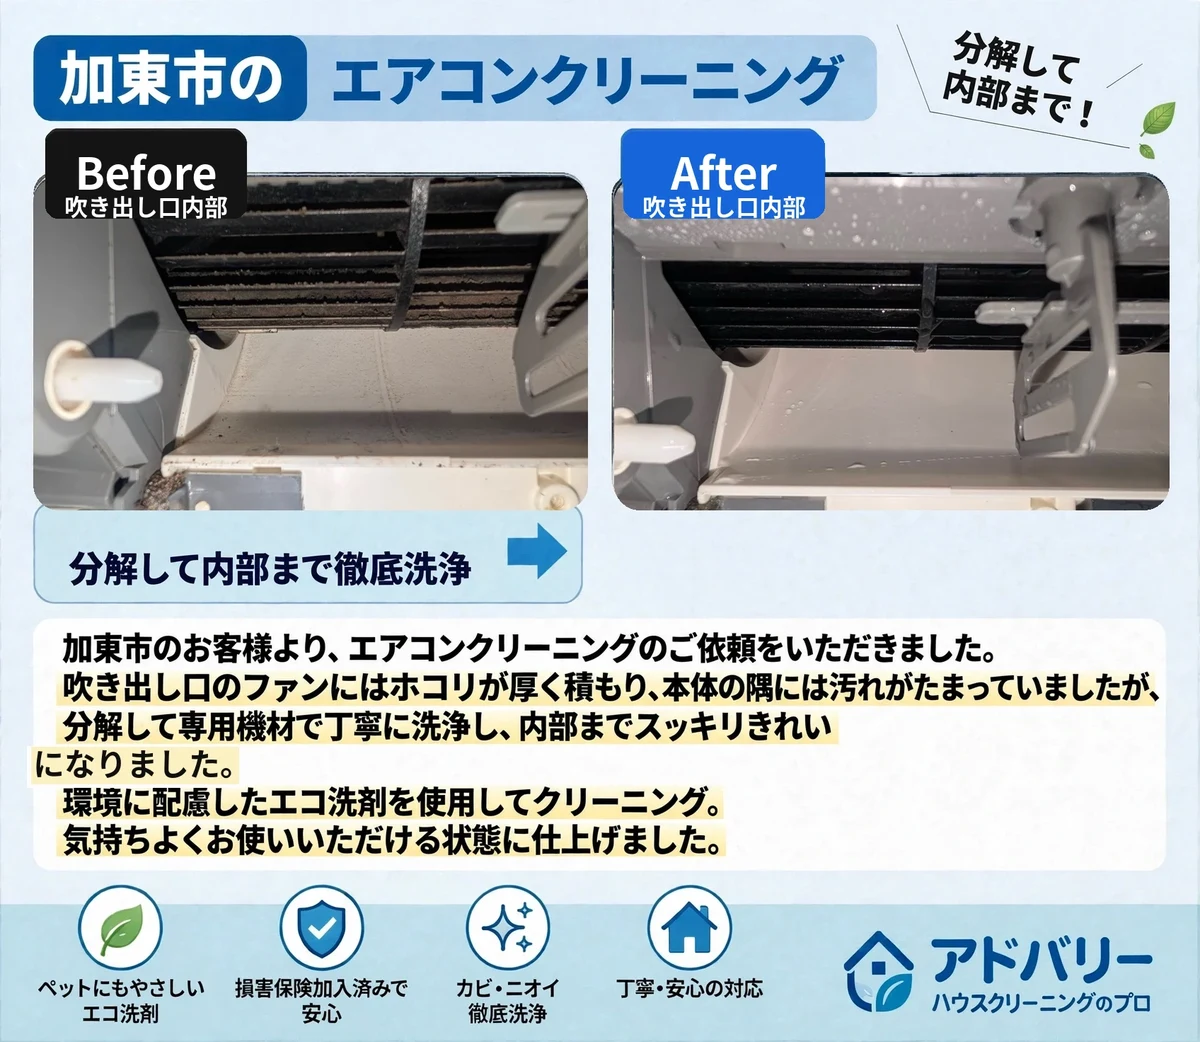 加東市の エアコンクリーニング
分解して
内部まで！
Before
吹き出し口内部
After
吹き出し口内部
分解して内部まで徹底洗浄
加東市のお客様より、エアコンクリーニングのご依頼をいただきました。
吹き出し口のファンにはホコリが厚く積もり、本体の隅には汚れがたまっていましたが、
分解して専用機材で丁寧に洗浄し、内部までスッキリきれい
になりました。
環境に配慮したエコ洗剤を使用してクリーニング。
気持ちよくお使いいただける状態に仕上げました。
ペットにもやさしい
エコ洗剤
損害保険加入済みで
安心
カビ・ニオイ
徹底洗浄
丁寧・安心の対応
アドバリー
ハウスクリーニングのプロ